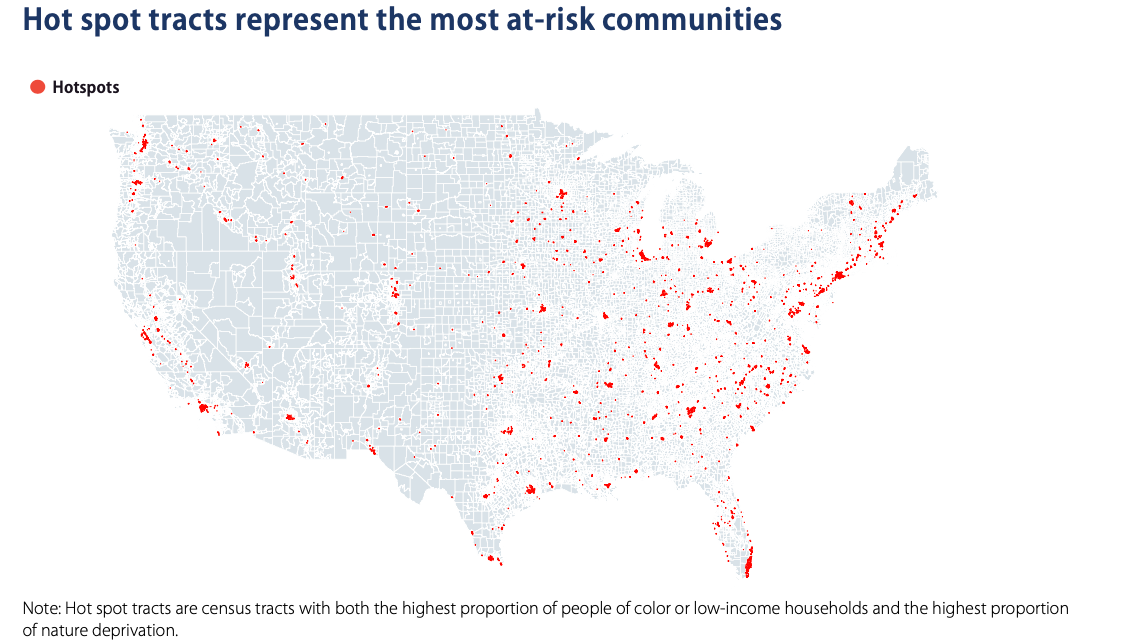 Hot spot tracts represent the most at-risk communities
Hotspots
Note: Hot spot tracts are census tracts with both the highest proportion of people of color or low-income households and the highest proportion
of nature deprivation.